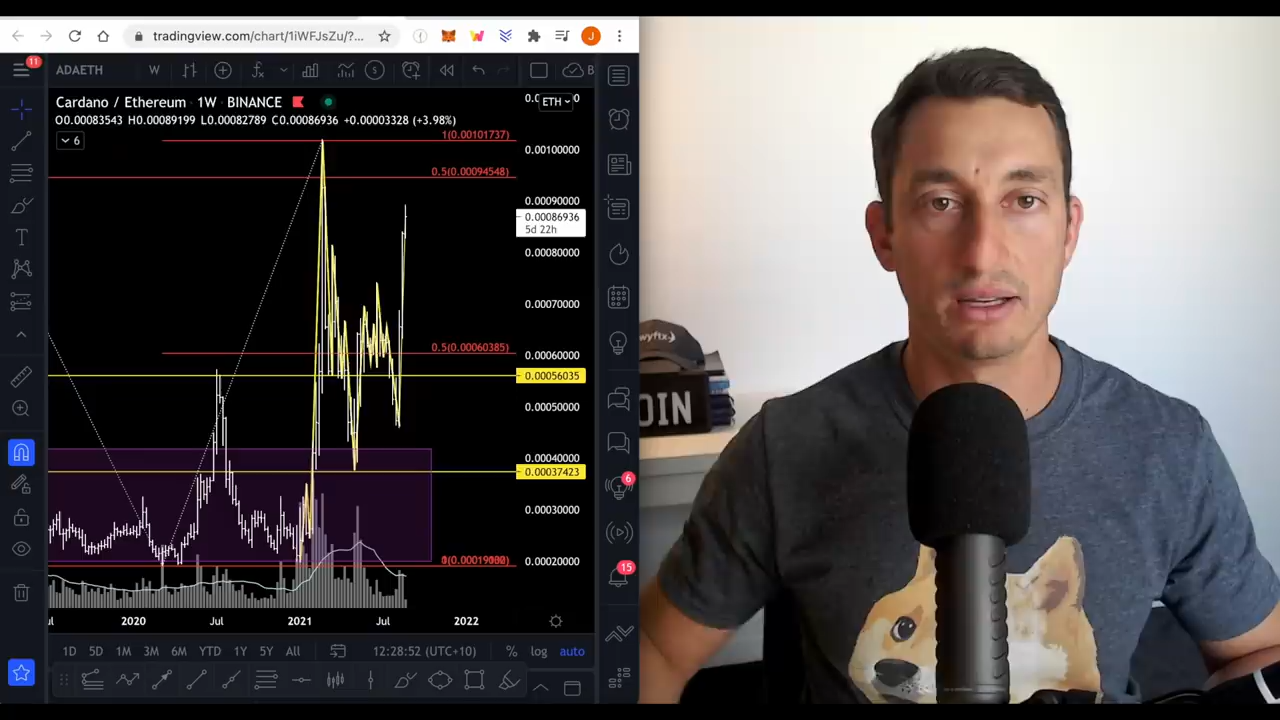 tradingview.com/chart/1iWFJsZu/?...
J
11
ADAETH
W
S
B
Cardano / Ethereum · 1W · BINANCE
ETH
O0.00083543 H0.00089199 L0.00082789 C0.00086936 +0.00003328 (+3.98%)
6
1(0.00101737)
0.00100000
0.5(0.00094548)
0.00090000
0.00086936
5d 22h
0.00080000
0.00070000
0.5(0.00060385)
0.00060000
0.00056035
0.00050000
0.00040000
0.00037423
0.00030000
0.00020000
2020
Jul
2021
Jul
2022
1D 5D 1M 3M 6M YTD 1Y 5Y All
12:28:52 (UTC+10)
% log auto
6
15
wyftx
OIN